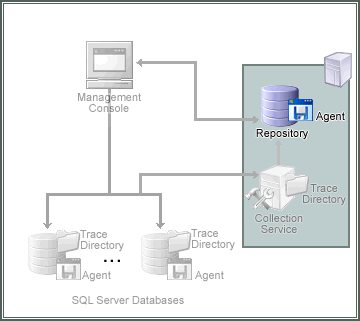 Management
Console
Agent
Repository
Trace
Directory
Collection
Service
Trace
Directory
Agent
...
Trace
Directory
Agent
SQL Server Databases